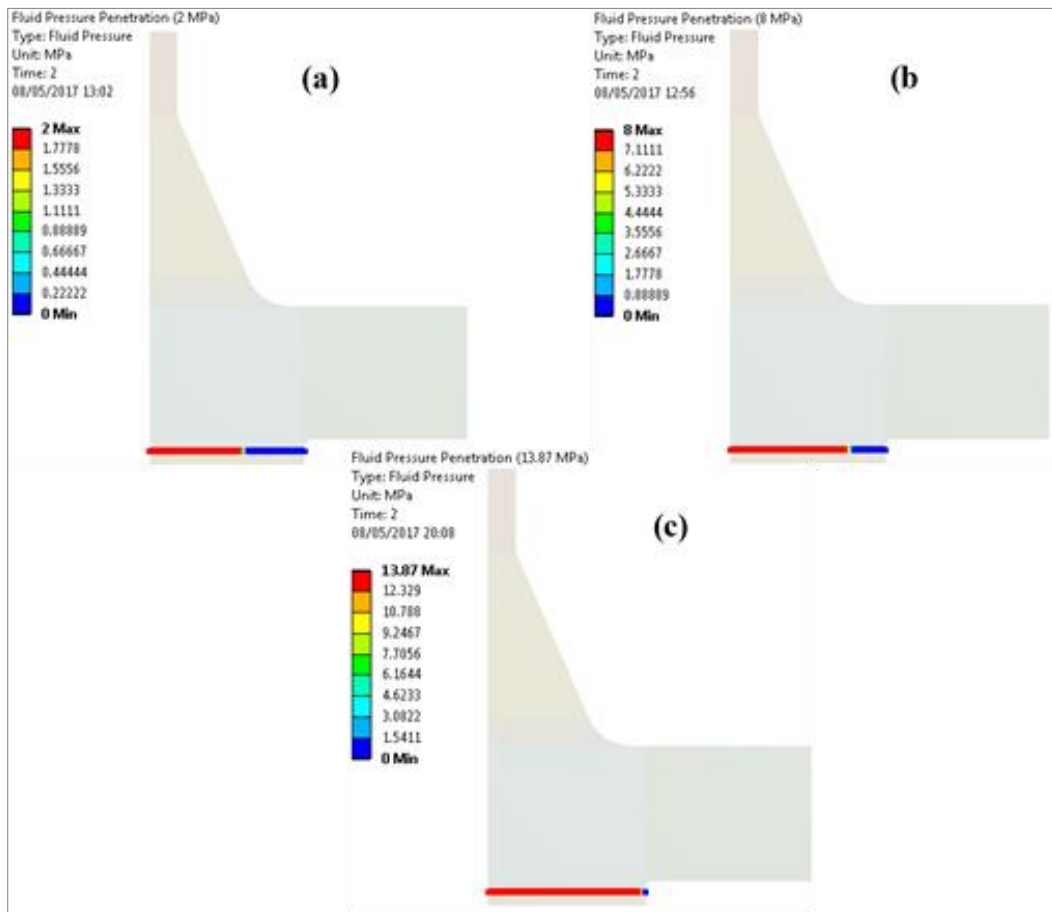 Fluid Pressure Penetration (2 MPa)
Type: Fluid Pressure
Unit: MPa
Time: 2
08/05/2017 13:02
(a)
2 Max
1.7778
1.5556
1.3333
1.1111
0.88889
0.66667
0.44444
0.22222
0 Min
Fluid Pressure Penetration (8 MPa)
Type: Fluid Pressure
Unit: MPa
Time: 2
08/05/2017 12:56
(b)
8 Max
7.1111
6.2222
5.3333
4.4444
3.5556
2.6667
1.7778
0.88889
0 Min
Fluid Pressure Penetration (13.87 MPa)
Type: Fluid Pressure
Unit: MPa
Time: 2
08/05/2017 20:08
(c)
13.87 Max
12.329
10.788
9.2467
7.7056
6.1644
4.6233
3.0822
1.5411
0 Min